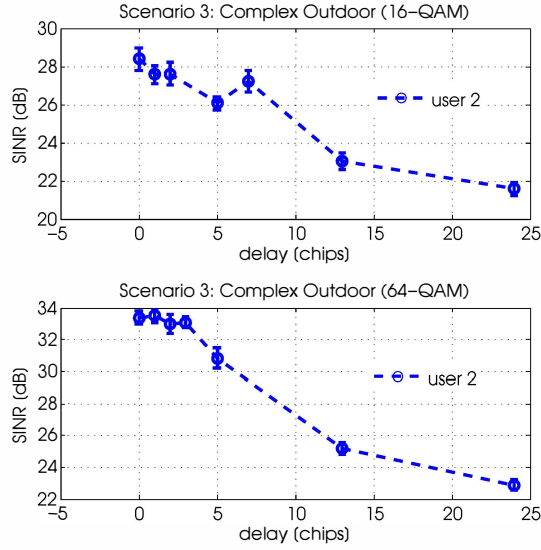 Scenario 3: Complex Outdoor (16–QAM)
30
28
26
24
22
20
SINR (dB)
user 2
–5 0 5 10 15 20 25
delay [chips]
Scenario 3: Complex Outdoor (64–QAM)
34
32
30
28
26
24
22
SINR (dB)
user 2
–5 0 5 10 15 20 25
delay [chips]